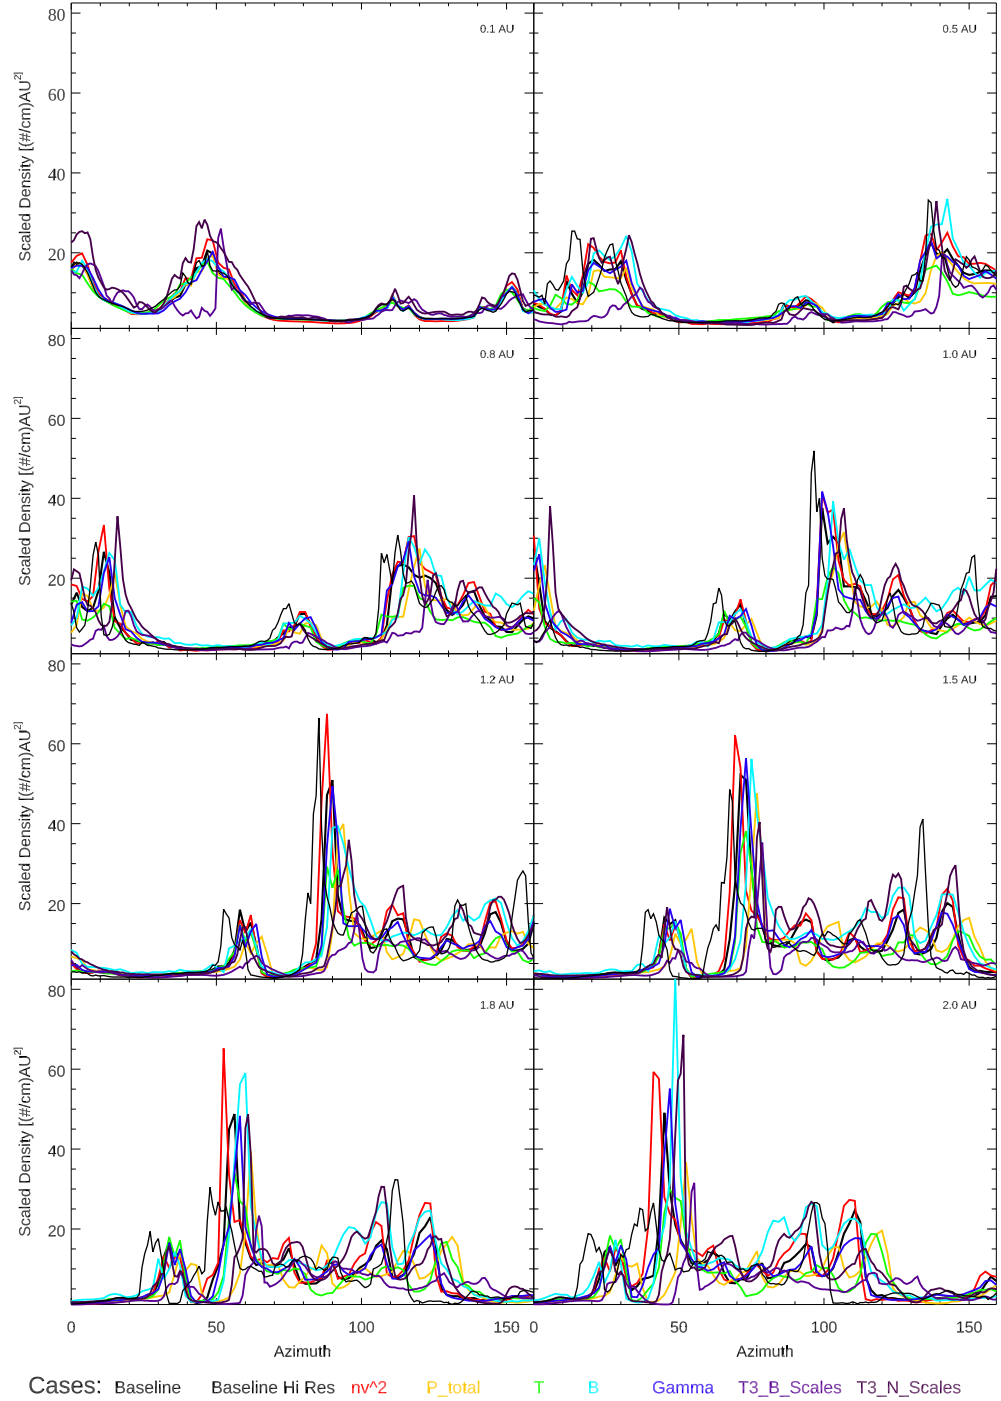 80
60
40
20
Scaled Density [(#/cm)AU²]
0.1 AU
0.5 AU
80
60
40
20
Scaled Density [(#/cm)AU²]
0.8 AU
1.0 AU
80
60
40
20
Scaled Density [(#/cm)AU²]
1.2 AU
1.5 AU
80
60
40
20
Scaled Density [(#/cm)AU²]
1.8 AU
2.0 AU
0 50 100 150 0 50 100 150
Azimuth Azimuth
Cases: Baseline Baseline Hi Res nv^2 P_total T B Gamma T3_B_Scales T3_N_Scales